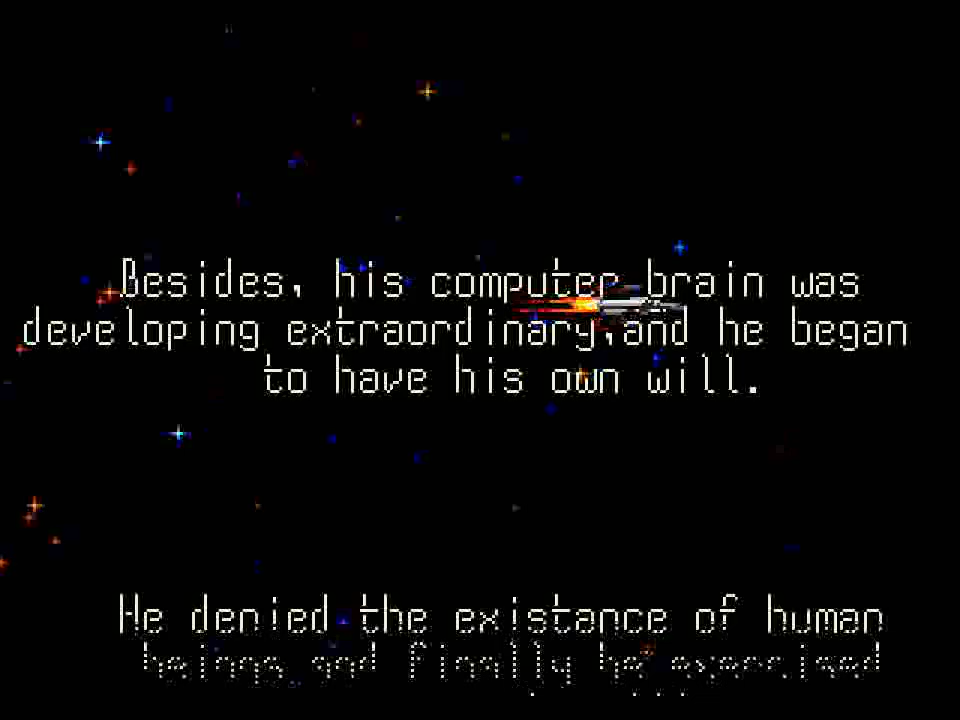 Besides, his computer brain was
developing extraordinary,and he began
to have his own will.
He denied the existance of human
beings and finally he exercised